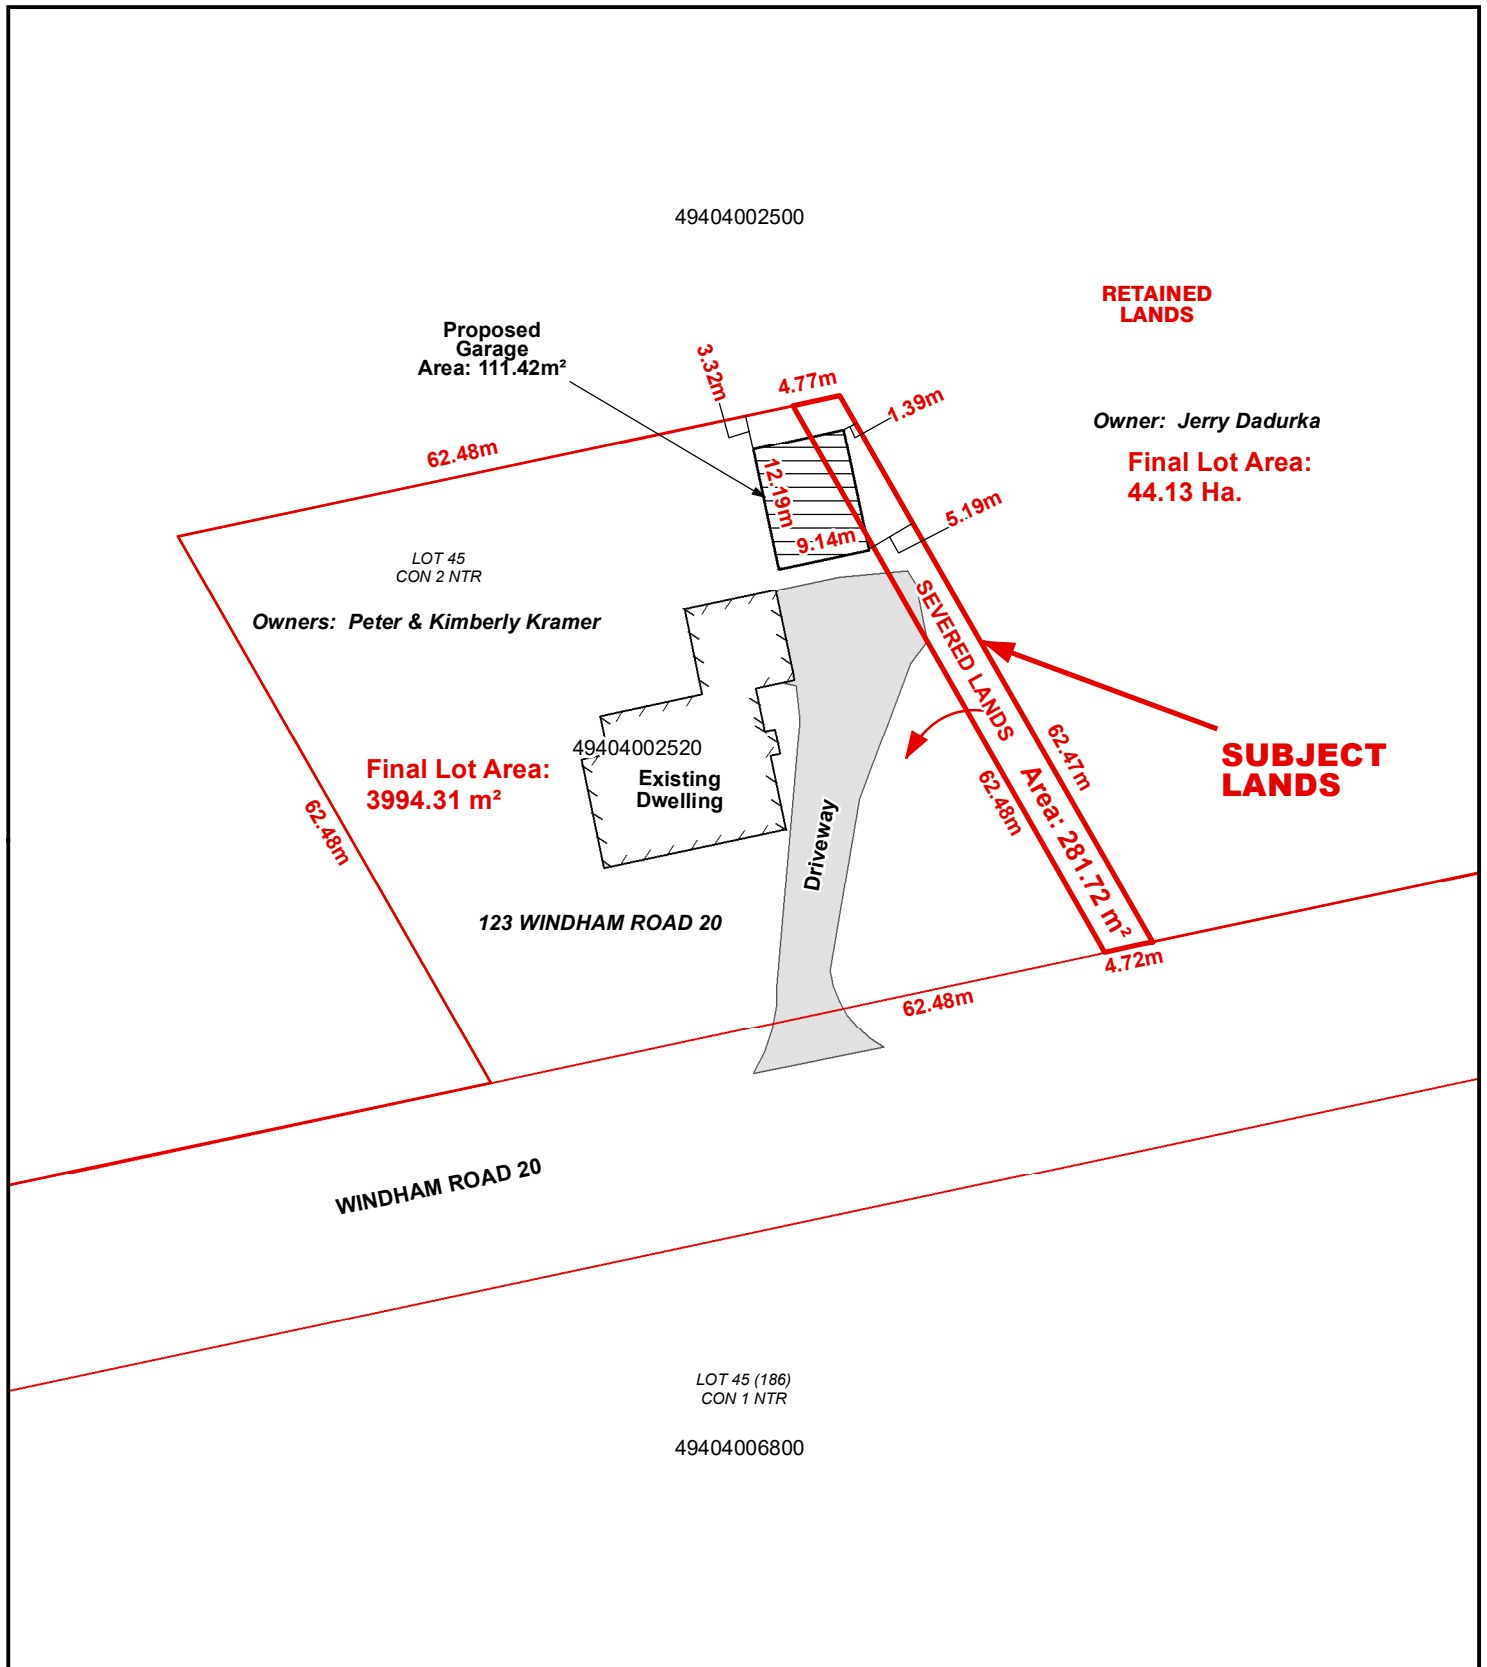 49404002500
RETAINED
LANDS
Proposed
Garage
Area: 111.42m²
3.32m
4.77m
1.39m
Owner: Jerry Dadurka
62.48m
Final Lot Area:
44.13 Ha.
12.19m
5.19m
9.14m
LOT 45
CON 2 NTR
Owners: Peter & Kimberly Kramer
SEVERED LANDS
Area: 281.72 m²
62.47m
SUBJECT
LANDS
49404002520
Existing
Dwelling
Final Lot Area:
3994.31 m²
62.48m
62.48m
Driveway
123 WINDHAM ROAD 20
4.72m
62.48m
WINDHAM ROAD 20
LOT 45 (186)
CON 1 NTR
49404006800